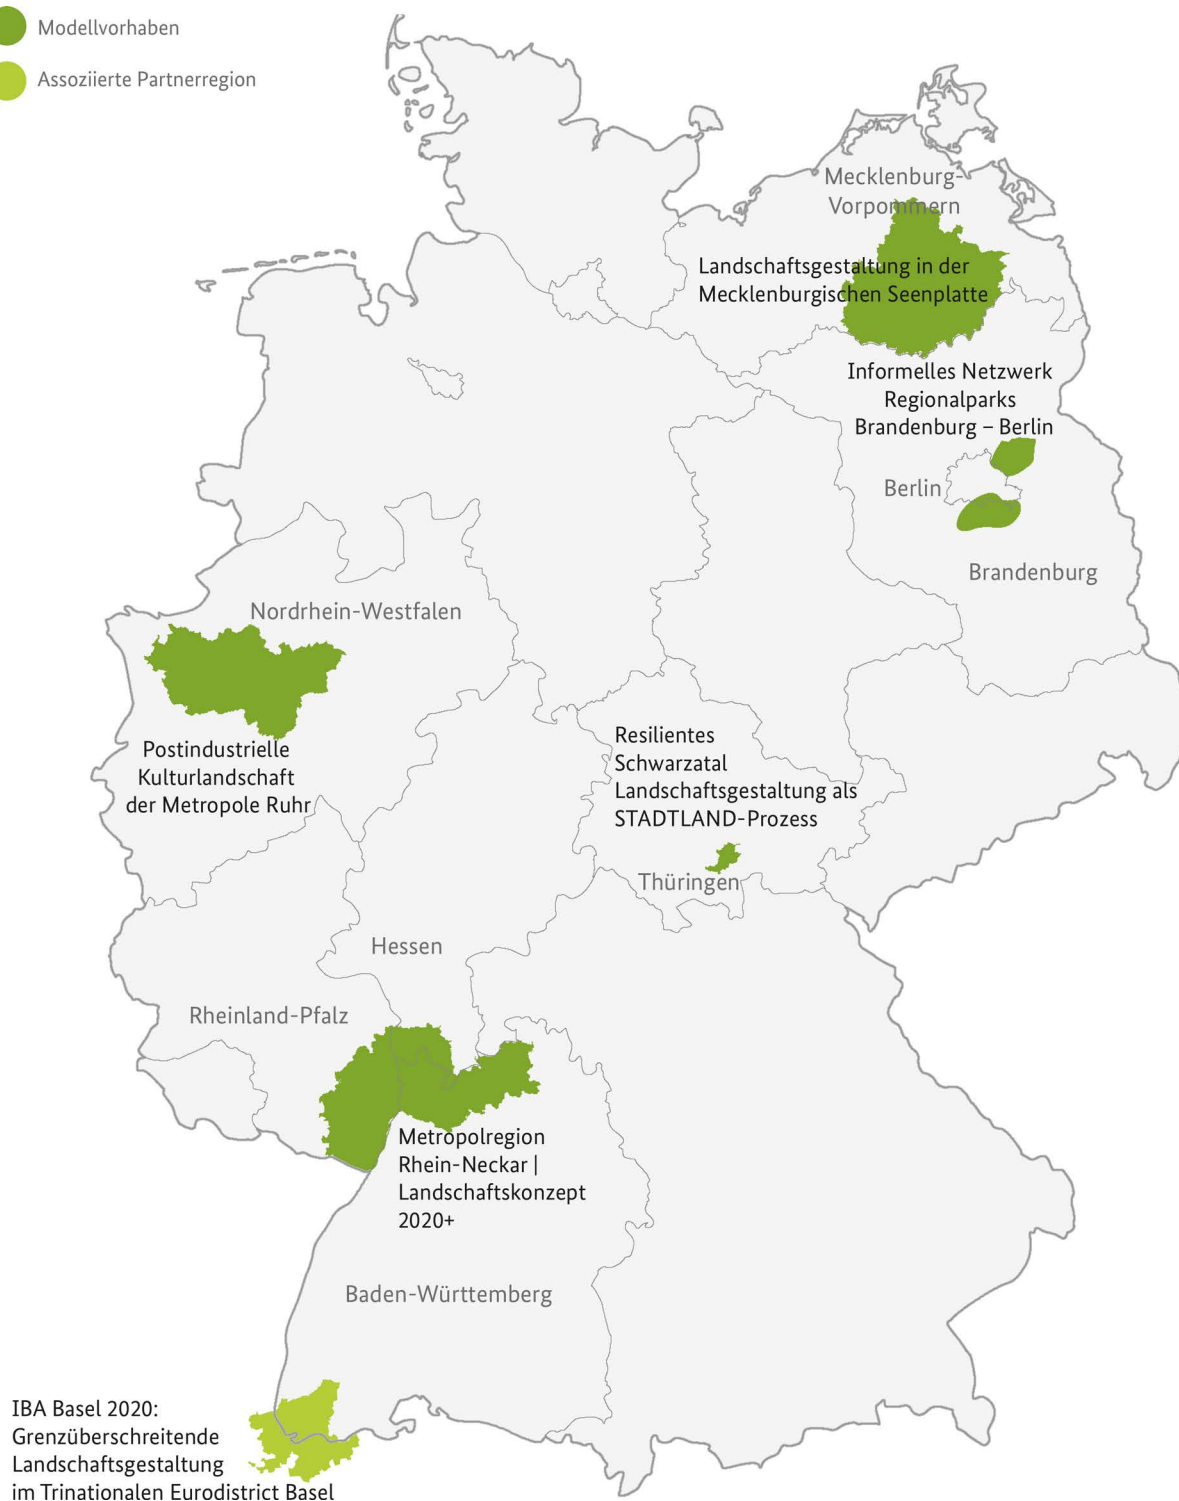 Modellvorhaben
Assoziierte Partnerregion
Mecklenburg-
Vorpommern
Landschaftsgestaltung in der
Mecklenburgischen Seenplatte
Informelles Netzwerk
Regionalparks
Brandenburg – Berlin
Berlin
Brandenburg
Nordrhein-Westfalen
Postindustrielle
Kulturlandschaft
der Metropole Ruhr
Resilientes
Schwarzatal
Landschaftsgestaltung als
STADTLAND-Prozess
Thüringen
Hessen
Rheinland-Pfalz
Metropolregion
Rhein-Neckar |
Landschaftskonzept
2020+
Baden-Württemberg
IBA Basel 2020:
Grenzüberschreitende
Landschaftsgestaltung
im Trinationalen Eurodistrict Basel